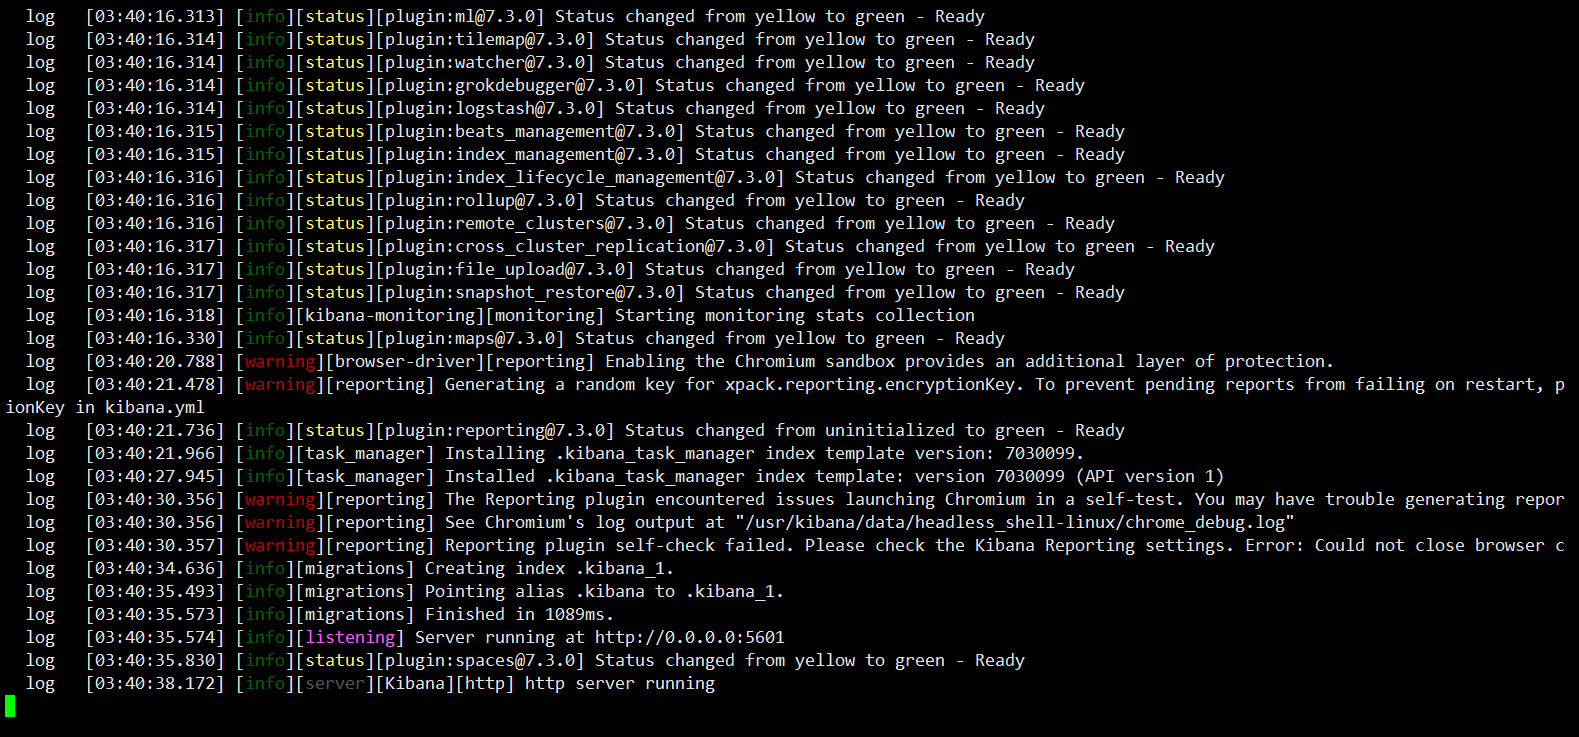 log [03:40:16.313] [info][status][plugin:ml@7.3.0] Status changed from yellow to green - Ready
log [03:40:16.314] [info][status][plugin:tilemap@7.3.0] Status changed from yellow to green - Ready
log [03:40:16.314] [info][status][plugin:watcher@7.3.0] Status changed from yellow to green - Ready
log [03:40:16.314] [info][status][plugin:grokdebugger@7.3.0] Status changed from yellow to green - Ready
log [03:40:16.314] [info][status][plugin:logstash@7.3.0] Status changed from yellow to green - Ready
log [03:40:16.315] [info][status][plugin:beats_management@7.3.0] Status changed from yellow to green - Ready
log [03:40:16.315] [info][status][plugin:index_management@7.3.0] Status changed from yellow to green - Ready
log [03:40:16.316] [info][status][plugin:index_lifecycle_management@7.3.0] Status changed from yellow to green - Ready
log [03:40:16.316] [info][status][plugin:rollup@7.3.0] Status changed from yellow to green - Ready
log [03:40:16.316] [info][status][plugin:remote_clusters@7.3.0] Status changed from yellow to green - Ready
log [03:40:16.317] [info][status][plugin:cross_cluster_replication@7.3.0] Status changed from yellow to green - Ready
log [03:40:16.317] [info][status][plugin:file_upload@7.3.0] Status changed from yellow to green - Ready
log [03:40:16.317] [info][status][plugin:snapshot_restore@7.3.0] Status changed from yellow to green - Ready
log [03:40:16.318] [info][kibana-monitoring][monitoring] Starting monitoring stats collection
log [03:40:16.330] [info][status][plugin:maps@7.3.0] Status changed from yellow to green - Ready
log [03:40:20.788] [warning][browser-driver][reporting] Enabling the Chromium sandbox provides an additional layer of protection.
log [03:40:21.478] [warning][reporting] Generating a random key for xpack.reporting.encryptionKey. To prevent pending reports from failing on restart, p
ionKey in kibana.yml
log [03:40:21.736] [info][status][plugin:reporting@7.3.0] Status changed from uninitialized to green - Ready
log [03:40:21.966] [info][task_manager] Installing .kibana_task_manager index template version: 7030099.
log [03:40:27.945] [info][task_manager] Installed .kibana_task_manager index template: version 7030099 (API version 1)
log [03:40:30.356] [warning][reporting] The Reporting plugin encountered issues launching Chromium in a self-test. You may have trouble generating repor
log [03:40:30.356] [warning][reporting] See Chromium's log output at "/usr/kibana/data/headless_shell-linux/chrome_debug.log"
log [03:40:30.357] [warning][reporting] Reporting plugin self-check failed. Please check the Kibana Reporting settings. Error: Could not close browser c
log [03:40:34.636] [info][migrations] Creating index .kibana_1.
log [03:40:35.493] [info][migrations] Pointing alias .kibana to .kibana_1.
log [03:40:35.573] [info][migrations] Finished in 1089ms.
log [03:40:35.574] [info][listening] Server running at http://0.0.0.0:5601
log [03:40:35.830] [info][status][plugin:spaces@7.3.0] Status changed from yellow to green - Ready
log [03:40:38.172] [info][server][Kibana][http] http server running